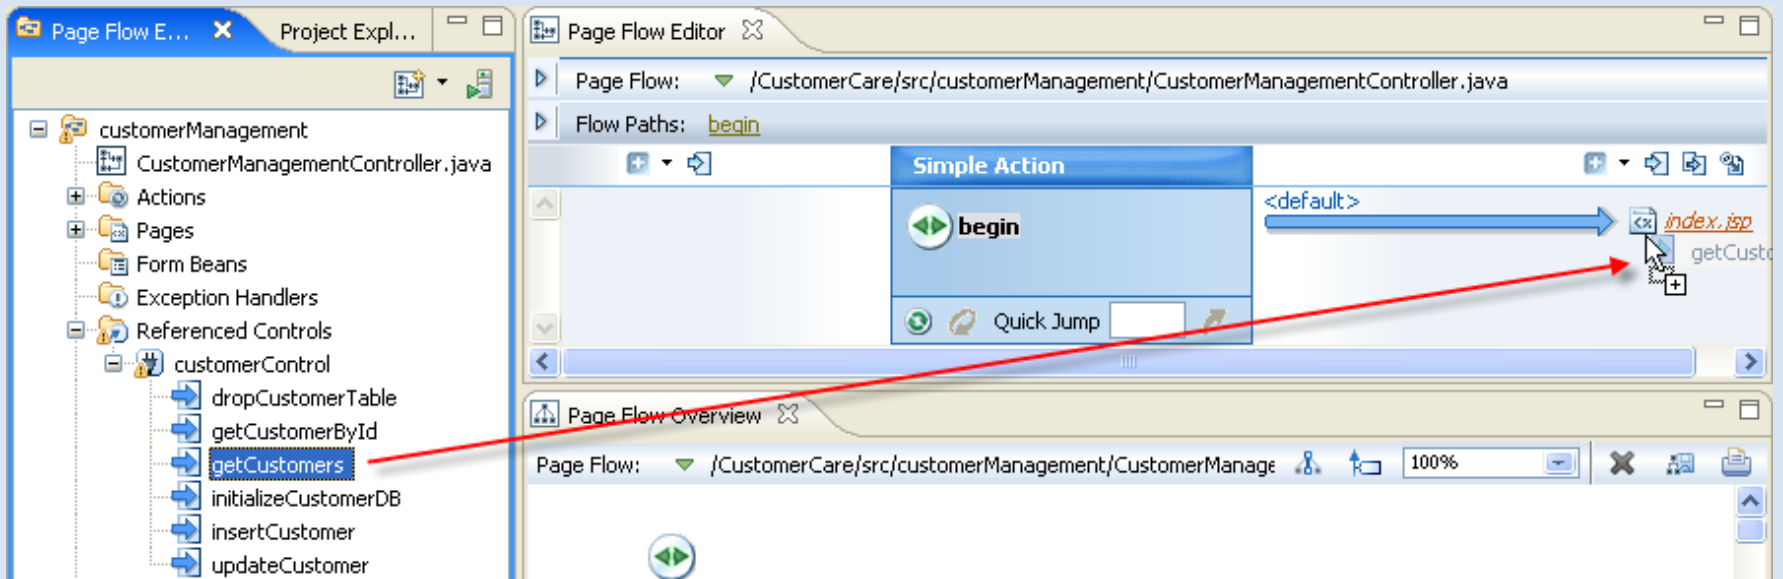 Page Flow E...
Project Expl...
customerManagement
CustomerManagementController.java
Actions
Pages
Form Beans
Exception Handlers
Referenced Controls
customerControl
dropCustomerTable
getCustomerById
getCustomers
initializeCustomerDB
insertCustomer
updateCustomer
Page Flow Editor
Page Flow: /CustomerCare/src/customerManagement/CustomerManagementController.java
Flow Paths: begin
Simple Action
begin
Quick Jump
<default>
index.jsp
getCusto
Page Flow Overview
Page Flow: /CustomerCare/src/customerManagement/CustomerManage
100%